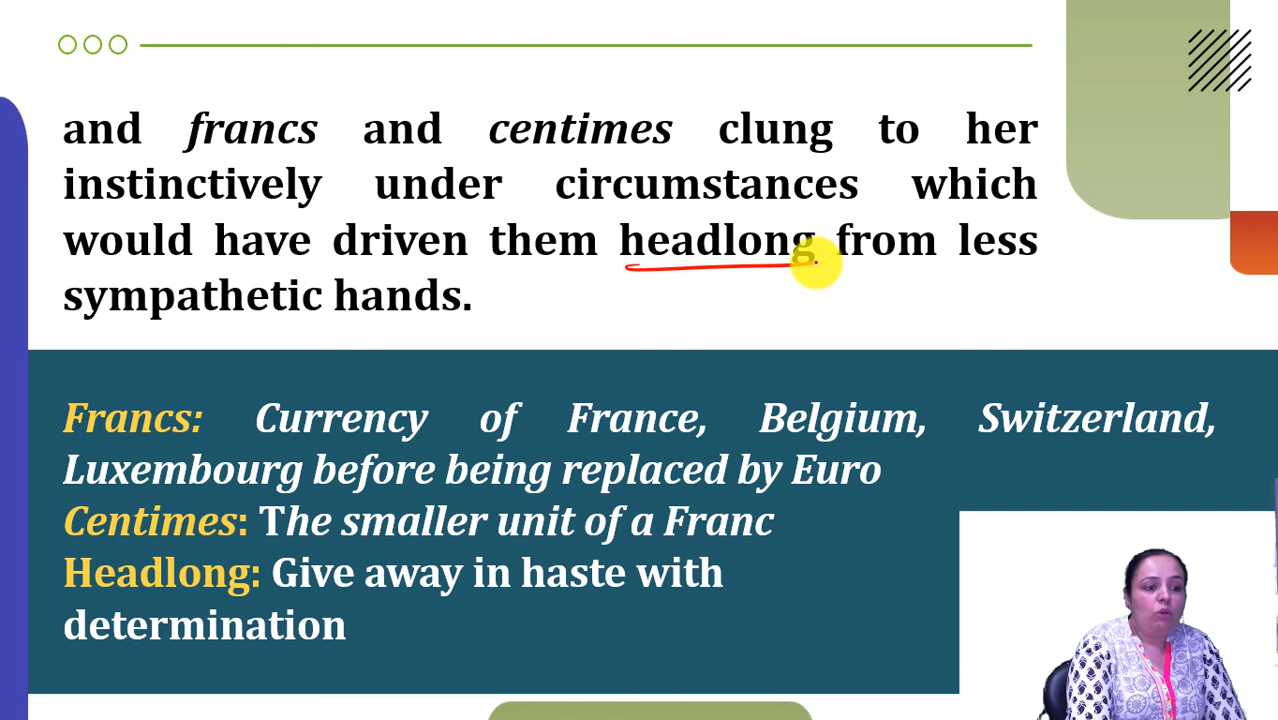 and francs and centimes clung to her
instinctively under circumstances which
would have driven them headlong from less
sympathetic hands.
Francs: Currency of France, Belgium, Switzerland,
Luxembourg before being replaced by Euro
Centimes: The smaller unit of a Franc
Headlong: Give away in haste with
determination